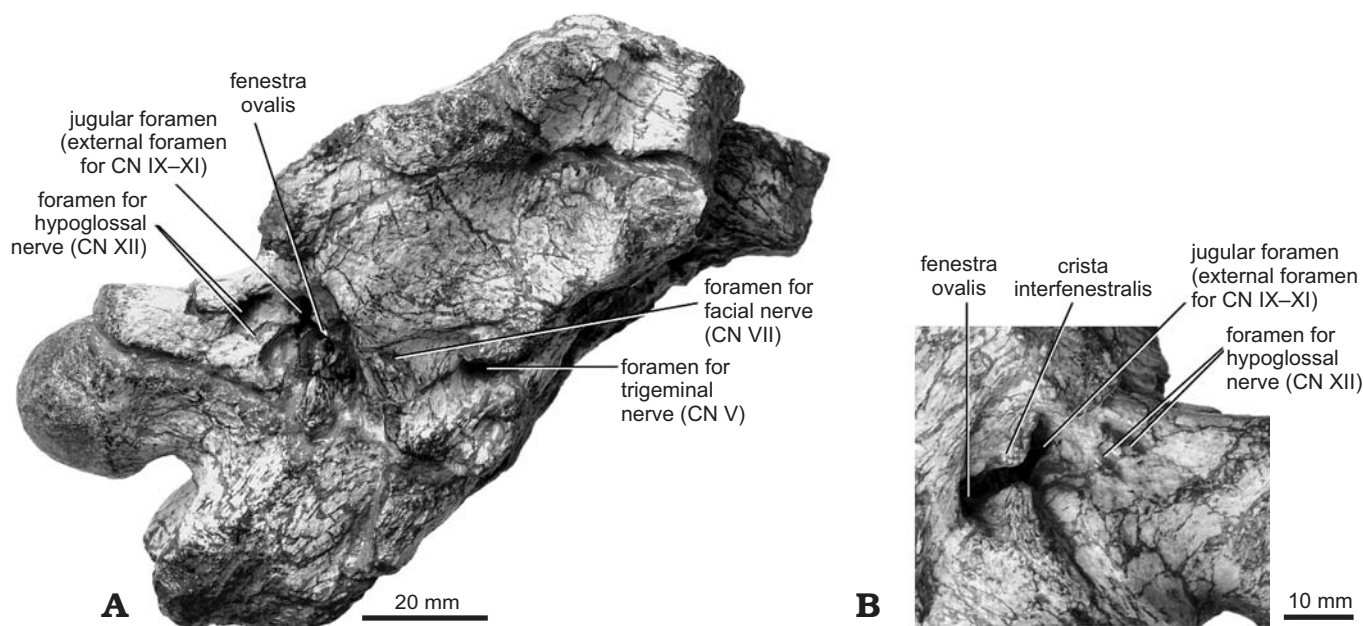 fenestra
ovalis
jugular foramen
(external foramen
for CN IX–XI)
foramen for
hypoglossal
nerve (CN XII)
foramen for
facial nerve
(CN VII)
foramen for
trigeminal
nerve (CN V)
A
20 mm
fenestra
ovalis
crista
interfenestralis
jugular foramen
(external foramen
for CN IX–XI)
foramen for
hypoglossal
nerve (CN XII)
B
10 mm